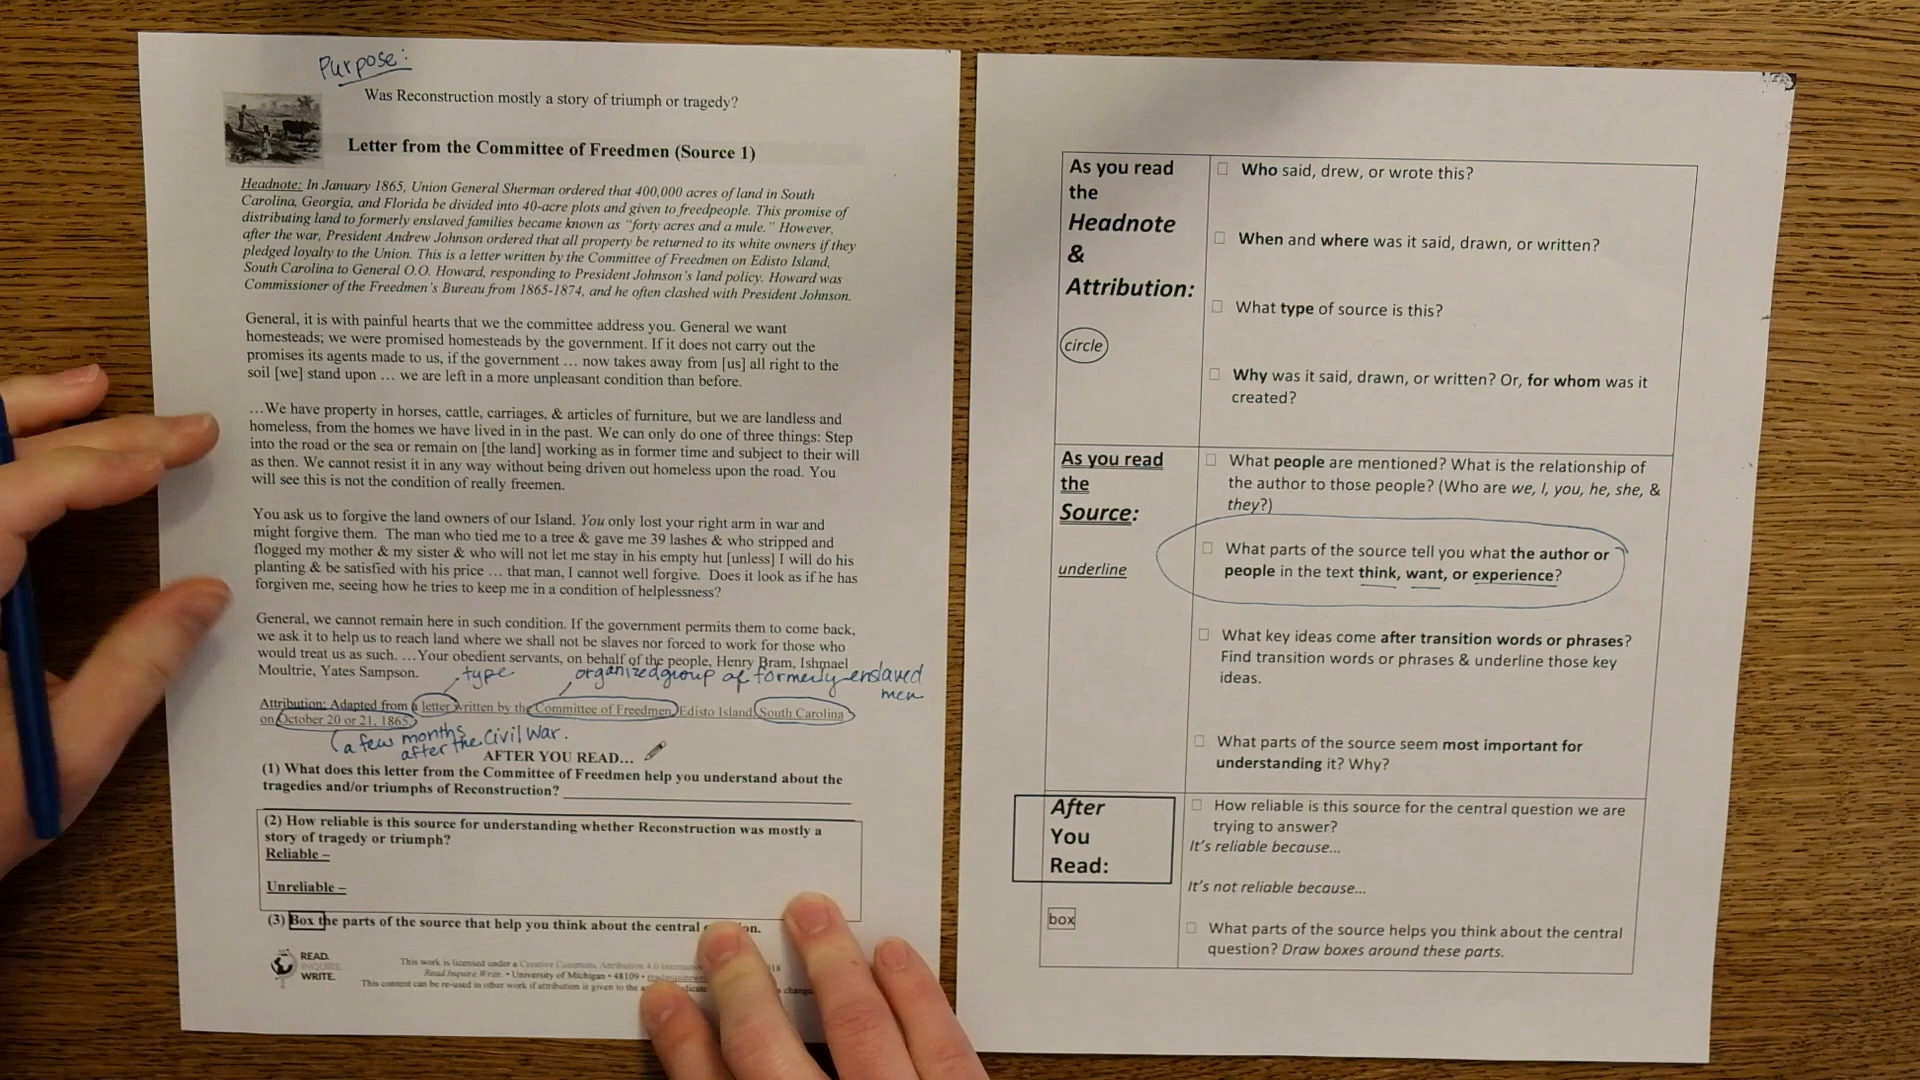 Purpose:
Was Reconstruction mostly a story of triumph or tragedy?
Letter from the Committee of Freedmen (Source 1)
Headnote: In January 1865, Union General Sherman ordered that 400,000 acres of land in South
Carolina, Georgia, and Florida be divided into 40-acre plots and given to freedpeople. This promise of
distributing land to formerly enslaved families became known as "forty acres and a mule." However,
after the war, President Andrew Johnson ordered that all property be returned to its white owners if they
pledged loyalty to the Union. This is a letter written by the Committee of Freedmen on Edisto Island,
South Carolina to General O.O. Howard, responding to President Johnson's land policy. Howard was
Commissioner of the Freedmen's Bureau from 1865-1874, and he often clashed with President Johnson.
General, it is with painful hearts that we the committee address you. General we want
homesteads; we were promised homesteads by the government. If it does not carry out the
promises its agents made to us, if the government … now takes away from [us] all right to the
soil [we] stand upon … we are left in a more unpleasant condition than before.
…We have property in horses, cattle, carriages, & articles of furniture, but we are landless and
homeless, from the homes we have lived in in the past. We can only do one of three things: Step
into the road or the sea or remain on [the land] working as in former time and subject to their will
as then. We cannot resist it in any way without being driven out homeless upon the road. You
will see this is not the condition of really freemen.
You ask us to forgive the land owners of our Island. You only lost your right arm in war and
might forgive them. The man who tied me to a tree & gave me 39 lashes & who stripped and
flogged my mother & my sister & who will not let me stay in his empty hut [unless] I will do his
planting & be satisfied with his price … that man, I cannot well forgive. Does it look as if he has
forgiven me, seeing how he tries to keep me in a condition of helplessness?
General, we cannot remain here in such condition. If the government permits them to come back,
we ask it to help us to reach land where we shall not be slaves nor forced to work for those who
would treat us as such. …Your obedient servants, on behalf of the people, Henry Bram, Ishmael
Moultrie, Yates Sampson.
type
organized group of formerly enslaved
men
Attribution: Adapted from a letter written by the Committee of Freedmen, Edisto Island, South Carolina
on October 20 or 21, 1865.
(a few months
after the Civil War.
AFTER YOU READ…
(1) What does this letter from the Committee of Freedmen help you understand about the
tragedies and/or triumphs of Reconstruction?
(2) How reliable is this source for understanding whether Reconstruction was mostly a
story of tragedy or triumph?
Reliable –
Unreliable –
(3) Box the parts of the source that help you think about the central
READ.
INQUIRE.
WRITE.
This work is licensed under a Creative Commons Attribution 4.0
Read.Inquire.Write. • University of Michigan • 48109 •
This content can be re-used in other work if attribution is given to the
As you read
the
Headnote
&
Attribution:
circle
Who said, drew, or wrote this?
When and where was it said, drawn, or written?
What type of source is this?
Why was it said, drawn, or written? Or, for whom was it
created?
As you read
the
Source:
underline
What people are mentioned? What is the relationship of
the author to those people? (Who are we, I, you, he, she, &
they?)
What parts of the source tell you what the author or
people in the text think, want, or experience?
What key ideas come after transition words or phrases?
Find transition words or phrases & underline those key
ideas.
What parts of the source seem most important for
understanding it? Why?
After
You
Read:
box
How reliable is this source for the central question we are
trying to answer?
It's reliable because…
It's not reliable because…
What parts of the source helps you think about the central
question? Draw boxes around these parts.